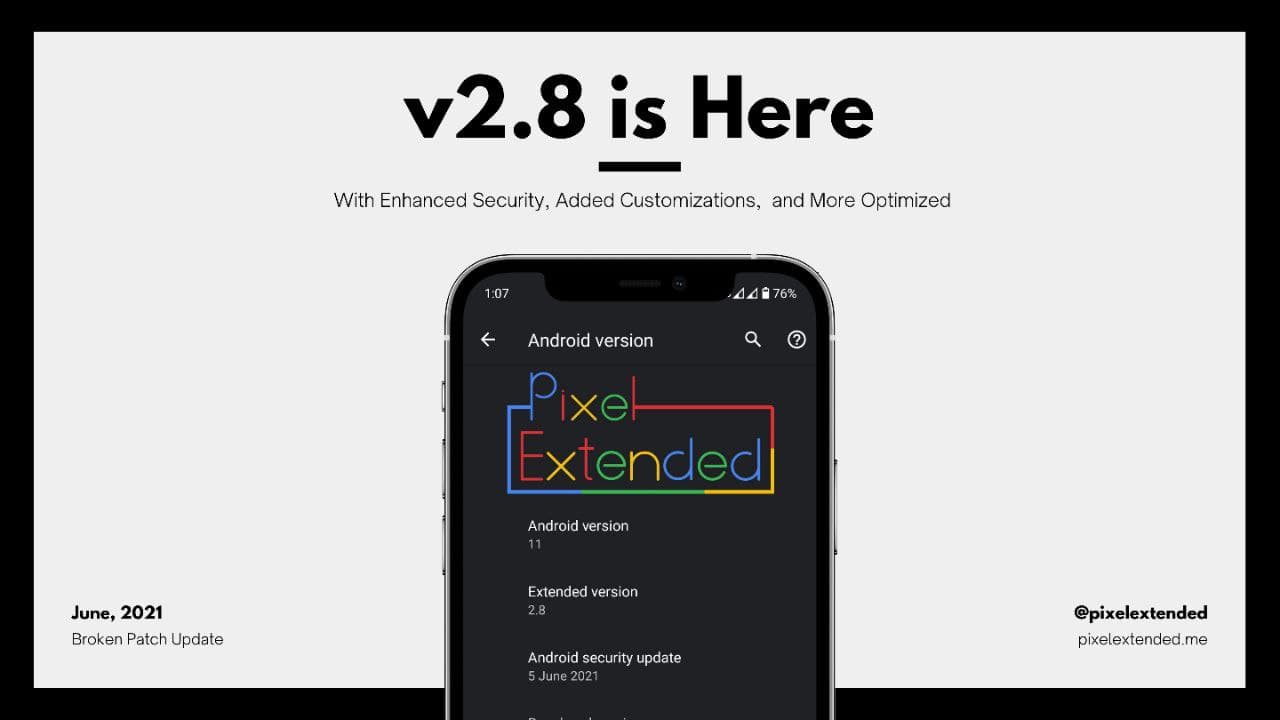 v2.8 is Here
With Enhanced Security, Added Customizations, and More Optimized
1:07
76%
Android version
Pixel
Extended
Android version
11
Extended version
2.8
Android security update
5 June 2021
June, 2021
Broken Patch Update
@pixelextended
pixelextended.me